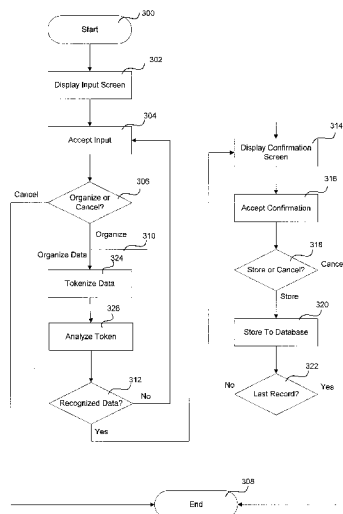 300
Start
302
Display Input Screen
304
Accept Input
Cancel
306
Organize or
Cancel?
Organize
310
Organize Data
324
Tokenize Data
326
Analyze Token
312
Recognized Data?
No
Yes
314
Display Confirmation
Screen
316
Accept Confirmation
318
Store or Cancel?
Cance
Store
320
Store To Database
322
No
Last Record?
Yes
308
End